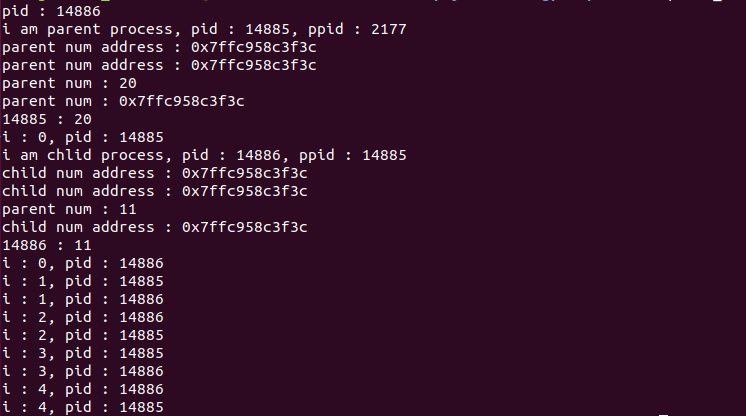 pid : 14886
i am parent process, pid : 14885, ppid : 2177
parent num address : 0x7ffc958c3f3c
parent num address : 0x7ffc958c3f3c
parent num : 20
parent num : 0x7ffc958c3f3c
14885 : 20
i : 0, pid : 14885
i am chlid process, pid : 14886, ppid : 14885
child num address : 0x7ffc958c3f3c
child num address : 0x7ffc958c3f3c
parent num : 11
child num address : 0x7ffc958c3f3c
14886 : 11
i : 0, pid : 14886
i : 1, pid : 14885
i : 1, pid : 14886
i : 2, pid : 14886
i : 2, pid : 14885
i : 3, pid : 14885
i : 3, pid : 14886
i : 4, pid : 14886
i : 4, pid : 14885